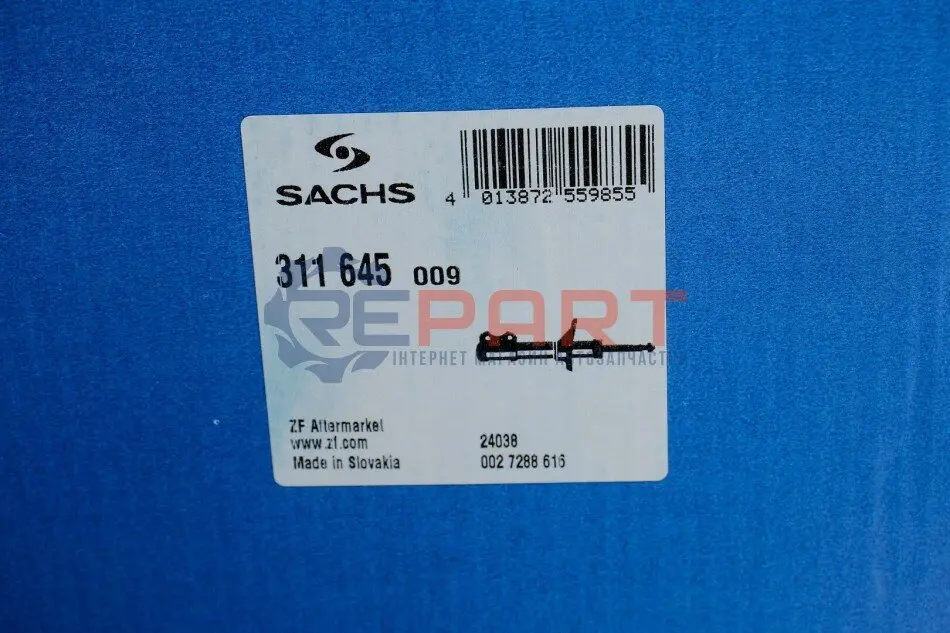 SACHS
4 013872 559855
311 645 009
REPART
ІНТЕРНЕТ МАГАЗИН АВТОЗАПЧАСТИН
ZF Aftermarket
www.zf.com
Made in Slovakia
24038
002 7288 616